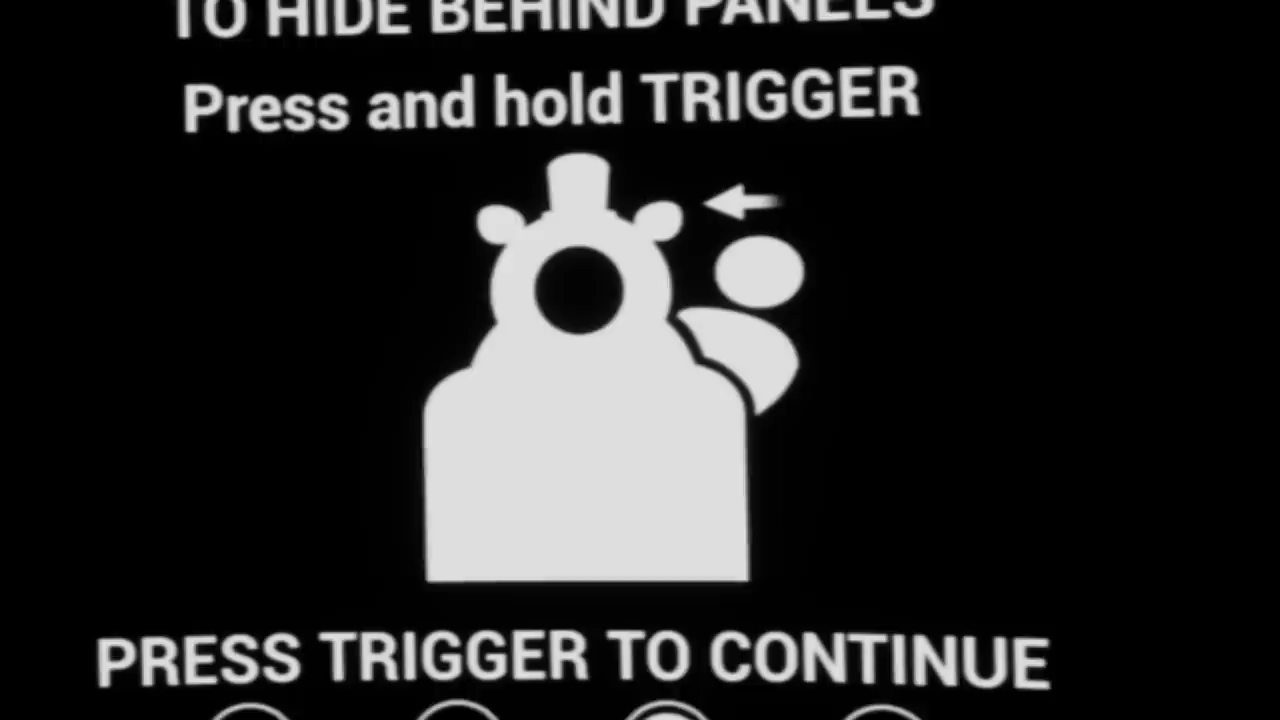 TO HIDE BEHIND PANELS
Press and hold TRIGGER
PRESS TRIGGER TO CONTINUE